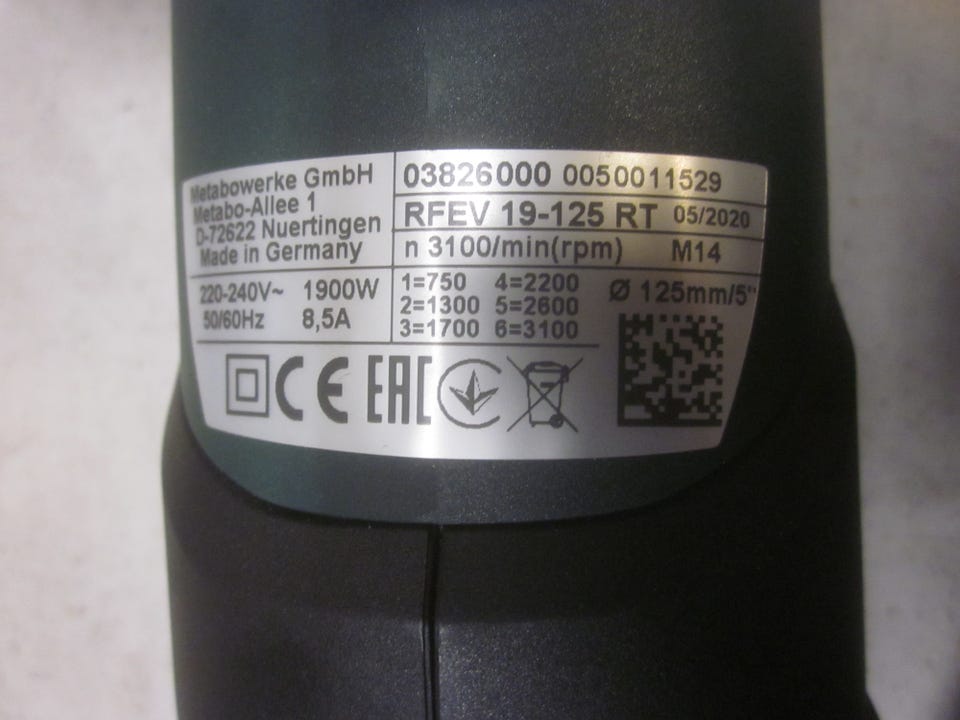 Metabowerke GmbH
Metabo-Allee 1
D-72622 Nuertingen
Made in Germany
03826000 0050011529
RFEV 19-125 RT 05/2020
n 3100/min(rpm) M14
220-240V~ 1900W
50/60Hz 8,5A
1=750 4=2200
2=1300 5=2600
3=1700 6=3100
Ø 125mm/5"
CE EAC